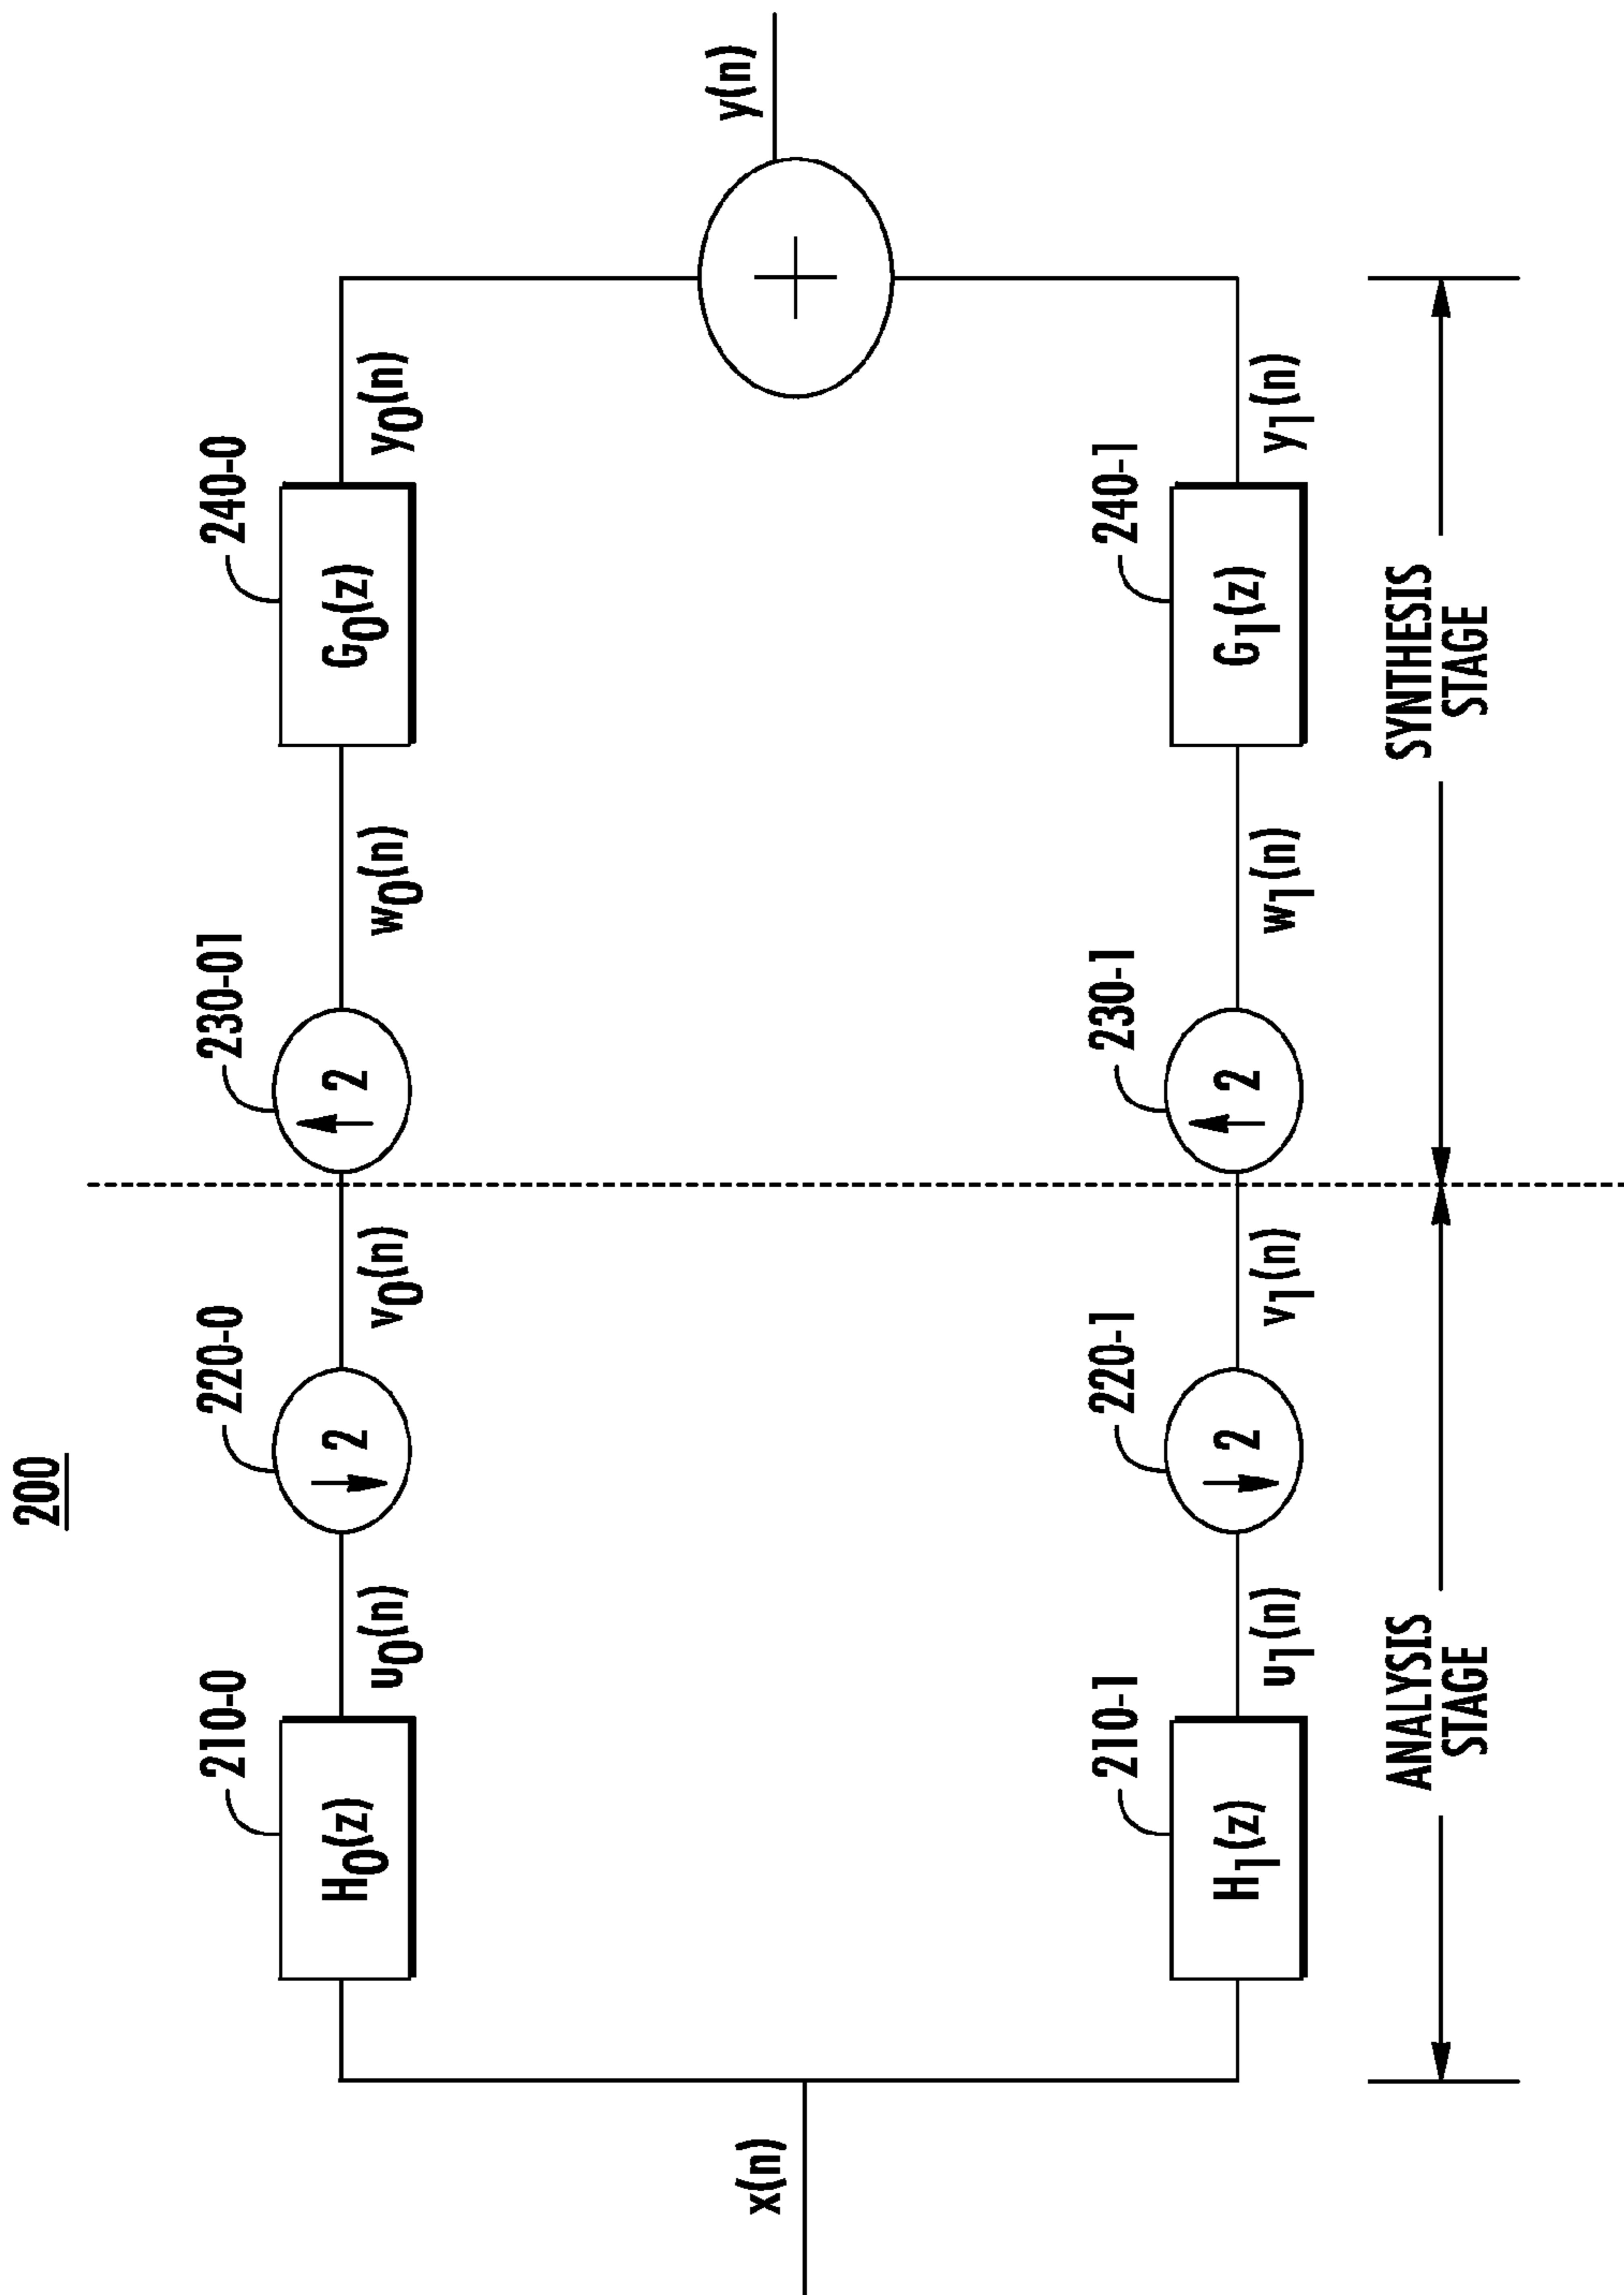 200
x(n)
H0(z)
210-0
u0(n)
2
220-0
v0(n)
2
230-01
w0(n)
G0(z)
240-0
y0(n)
y(n)
H1(z)
210-1
u1(n)
2
220-1
v1(n)
2
230-1
w1(n)
G1(z)
240-1
y1(n)
ANALYSIS
STAGE
SYNTHESIS
STAGE